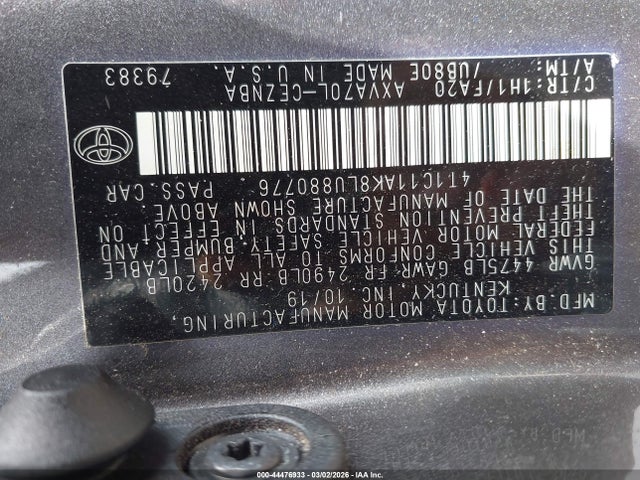 MFD.BY:TOYOTA MOTOR MANUFACTURING,
KENTUCKY,INC. 10/19
GVWR 4475LB GAWR FR 2490LB RR 2420LB
THIS VEHICLE CONFORMS TO ALL APPLICABLE
FEDERAL MOTOR VEHICLE SAFETY,BUMPER,AND
THEFT PREVENTION STANDARDS IN EFFECT ON
THE DATE OF MANUFACTURE SHOWN ABOVE.
4T1C11AK8LU880776 PASS.CAR
C/TR:1H1/FA20 AXVA70L-CEZNBA
A/TM: /UB80E MADE IN U.S.A. 79383
000-44476933 - 03/02/2026 - IAA Inc.